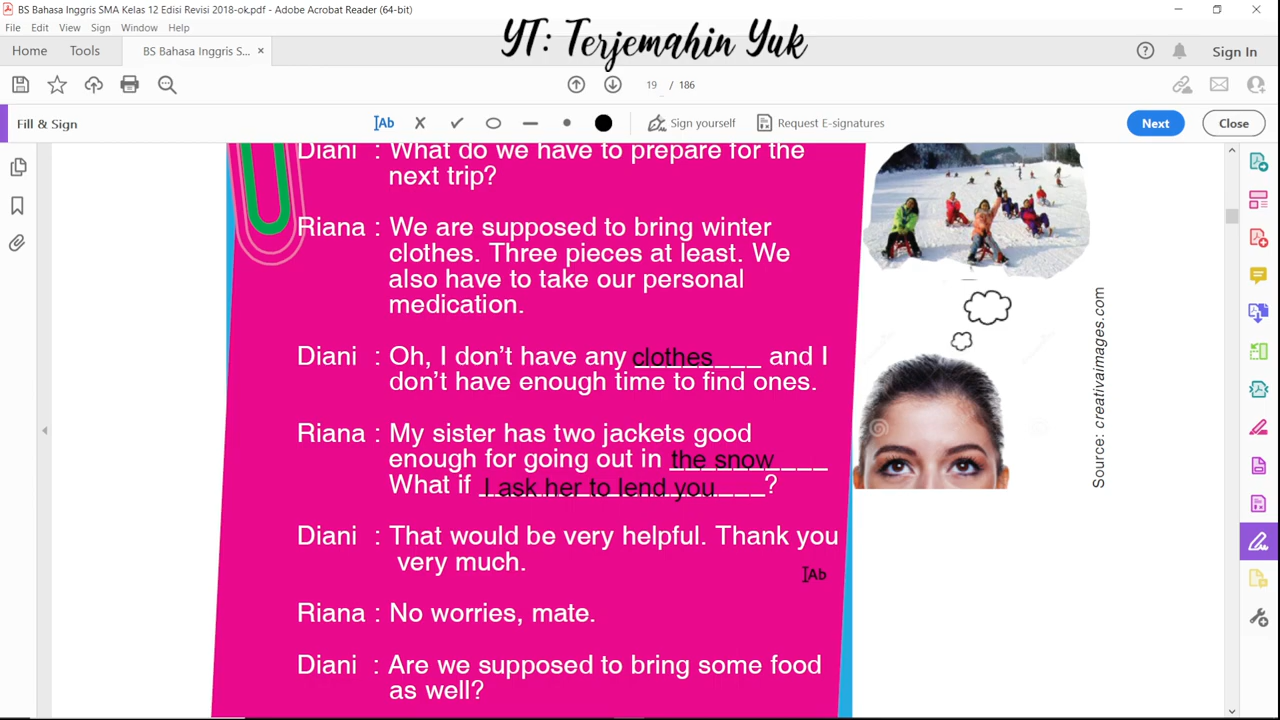 BS Bahasa Inggris SMA Kelas 12 Edisi Revisi 2018-ok.pdf - Adobe Acrobat Reader (64-bit)
File Edit View Sign Window Help
YT: Terjemahin Yuk
Home Tools BS Bahasa Inggris S... × Sign In
19 / 186
Fill & Sign Ab Sign yourself Request E-signatures Next Close
Diani : What do we have to prepare for the
next trip?
Riana : We are supposed to bring winter
clothes. Three pieces at least. We
also have to take our personal
medication.
Diani : Oh, I don't have any clothes and I
don't have enough time to find ones.
Riana : My sister has two jackets good
enough for going out in the snow
What if I ask her to lend you ?
Diani : That would be very helpful. Thank you
very much.
Ab
Riana : No worries, mate.
Diani : Are we supposed to bring some food
as well?
Source: creativaimages.com